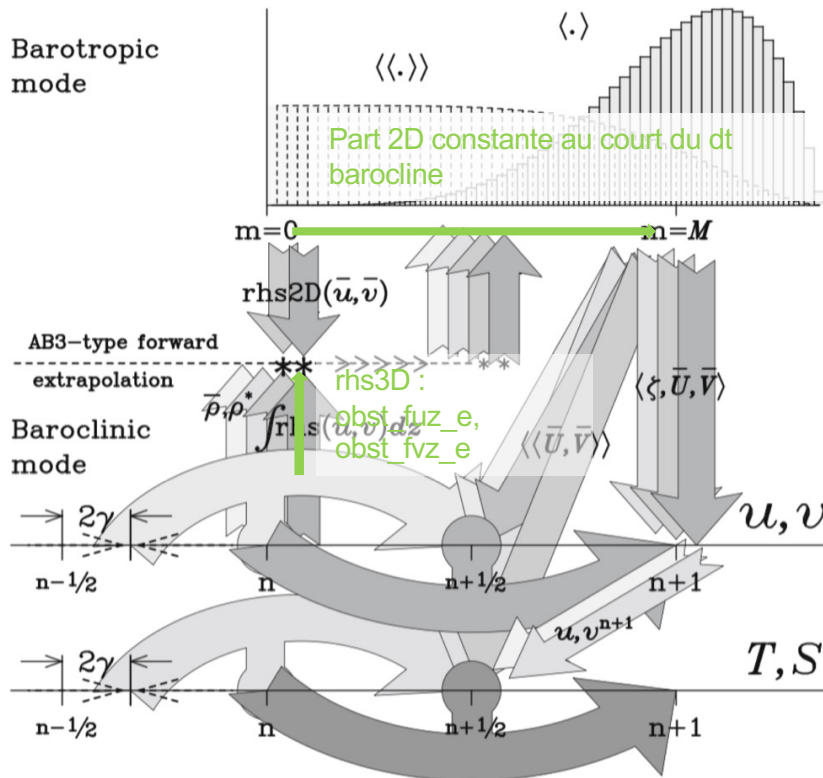 Barotropic
mode
⟨.⟩
⟨⟨.⟩⟩
Part 2D constante au court du dt
barocline
m=0
m=M
rhs2D(ū,v̄)
AB3-type forward
extrapolation
** >>>>>> **
ρ̄,ρ*
∫rhs(u,v)dz
rhs3D :
obst_fuz_e,
obst_fvz_e
⟨ζ,Ū,V̄⟩
⟨⟨Ū,V̄⟩⟩
Baroclinic
mode
2γ
u,v
n-1/2
n
n+1/2
n+1
u,vⁿ⁺¹
2γ
T,S
n-1/2
n
n+1/2
n+1